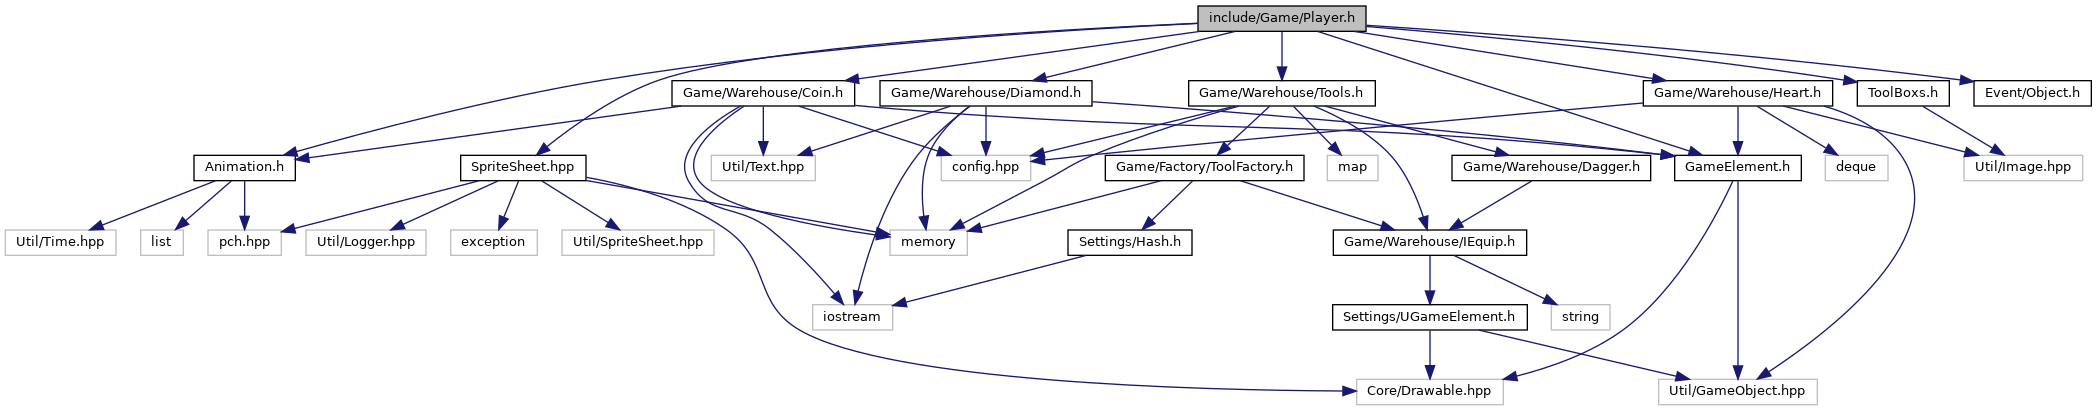 include/Game/Player.h
Game/Warehouse/Coin.h
Game/Warehouse/Diamond.h
Game/Warehouse/Tools.h
Game/Warehouse/Heart.h
ToolBoxs.h
Event/Object.h
Animation.h
SpriteSheet.hpp
Util/Text.hpp
config.hpp
Game/Factory/ToolFactory.h
map
Game/Warehouse/Dagger.h
GameElement.h
deque
Util/Image.hpp
Util/Time.hpp
list
pch.hpp
Util/Logger.hpp
exception
Util/SpriteSheet.hpp
memory
Settings/Hash.h
Game/Warehouse/IEquip.h
iostream
Settings/UGameElement.h
string
Core/Drawable.hpp
Util/GameObject.hpp